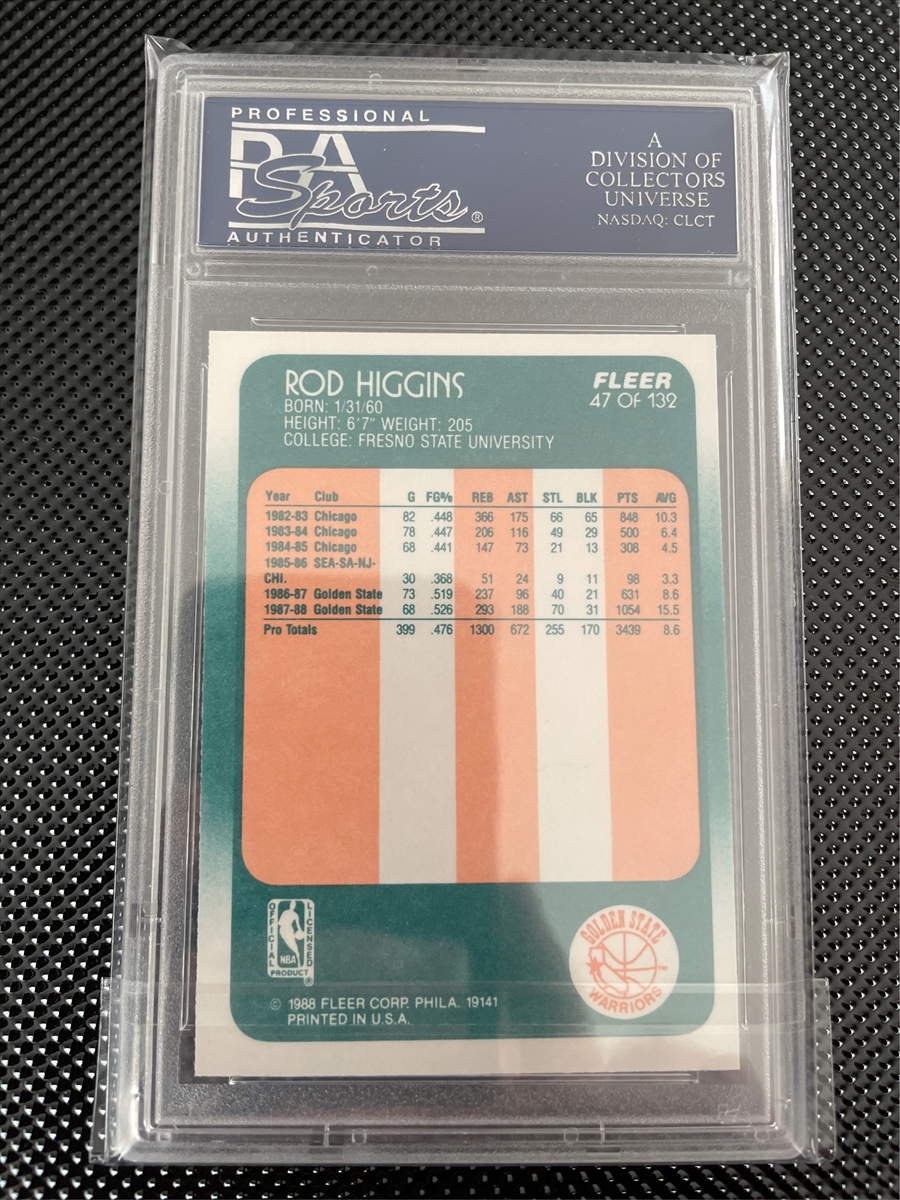 PROFESSIONAL
PSA
Sports®
AUTHENTICATOR
A
DIVISION OF
COLLECTORS
UNIVERSE
NASDAQ: CLCT
ROD HIGGINS
BORN: 1/31/60
HEIGHT: 6'7" WEIGHT: 205
COLLEGE: FRESNO STATE UNIVERSITY
FLEER
47 OF 132
Year Club G FG% REB AST STL BLK PTS AVG
1982-83 Chicago 82 .448 366 175 66 65 848 10.3
1983-84 Chicago 78 .447 206 116 49 29 500 6.4
1984-85 Chicago 68 .441 147 73 21 13 308 4.5
1985-86 SEA-SA-NJ-
CHI. 30 .368 51 24 9 11 98 3.3
1986-87 Golden State 73 .519 237 96 40 21 631 8.6
1987-88 Golden State 68 .526 293 188 70 31 1054 15.5
Pro Totals 399 .476 1300 672 255 170 3439 8.6
OFFICIAL
LICENSED
NBA
PRODUCT ®
GOLDEN STATE
WARRIORS
™
© 1988 FLEER CORP. PHILA. 19141
PRINTED IN U.S.A.